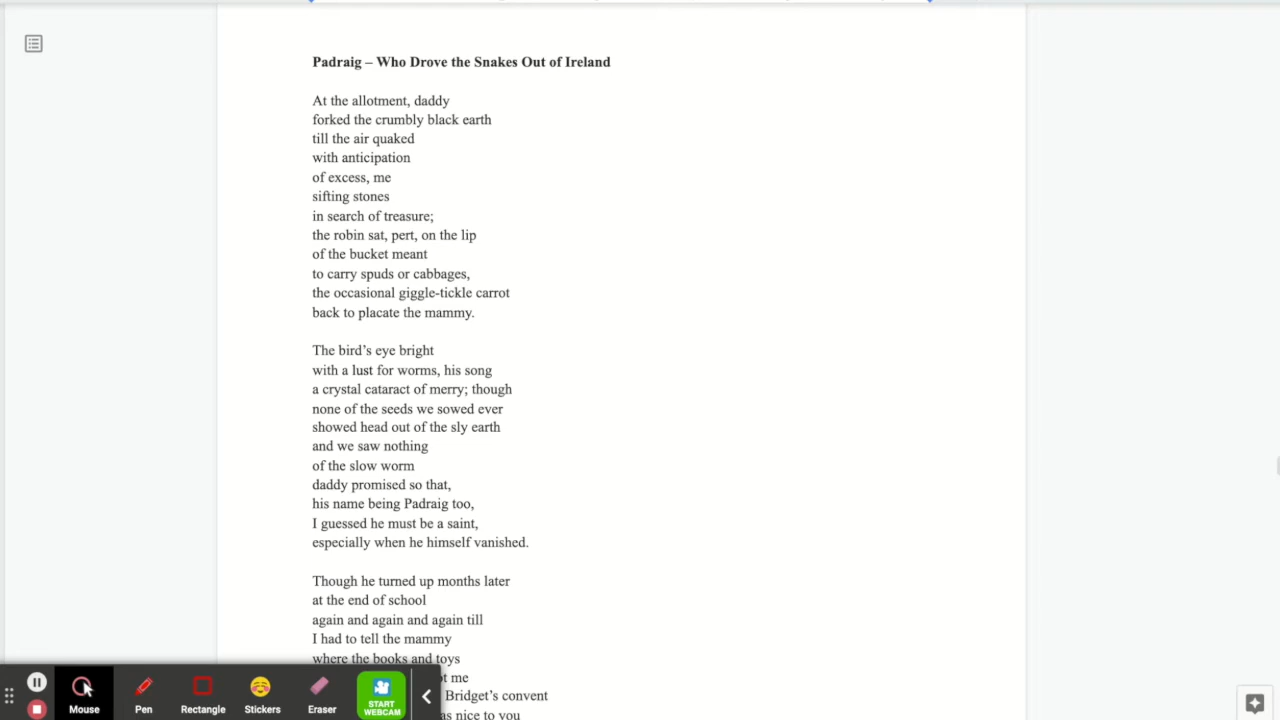 Padraig – Who Drove the Snakes Out of Ireland
At the allotment, daddy
forked the crumbly black earth
till the air quaked
with anticipation
of excess, me
sifting stones
in search of treasure;
the robin sat, pert, on the lip
of the bucket meant
to carry spuds or cabbages,
the occasional giggle-tickle carrot
back to placate the mammy.
The bird’s eye bright
with a lust for worms, his song
a crystal cataract of merry; though
none of the seeds we sowed ever
showed head out of the sly earth
and we saw nothing
of the slow worm
daddy promised so that,
his name being Padraig too,
I guessed he must be a saint,
especially when he himself vanished.
Though he turned up months later
at the end of school
again and again and again till
I had to tell the mammy
where the books and toys
me
Bridget’s convent
nice to you
Mouse
Pen
Rectangle
Stickers
Eraser
START
WEBCAM